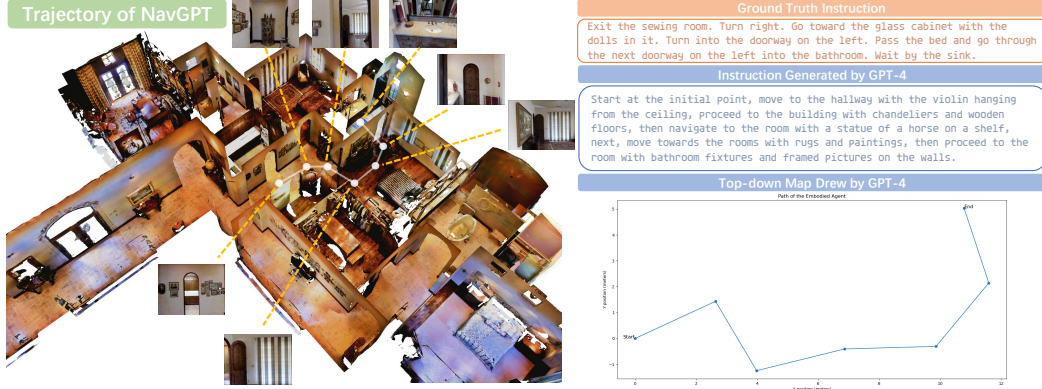 Trajectory of NavGPT
Ground Truth Instruction
Exit the sewing room. Turn right. Go toward the glass cabinet with the
dolls in it. Turn into the doorway on the left. Pass the bed and go through
the next doorway on the left into the bathroom. Wait by the sink.
Instruction Generated by GPT-4
Start at the initial point, move to the hallway with the violin hanging
from the ceiling, proceed to the building with chandeliers and wooden
floors, then navigate to the room with a statue of a horse on a shelf,
next, move towards the rooms with rugs and paintings, then proceed to the
room with bathroom fixtures and framed pictures on the walls.
Top-down Map Drew by GPT-4
Path of the Embodied Agent
5
End
4
3
2
1
Start
0
−1
Y position (meters)
0 2 4 6 8 10 12
X position (meters)